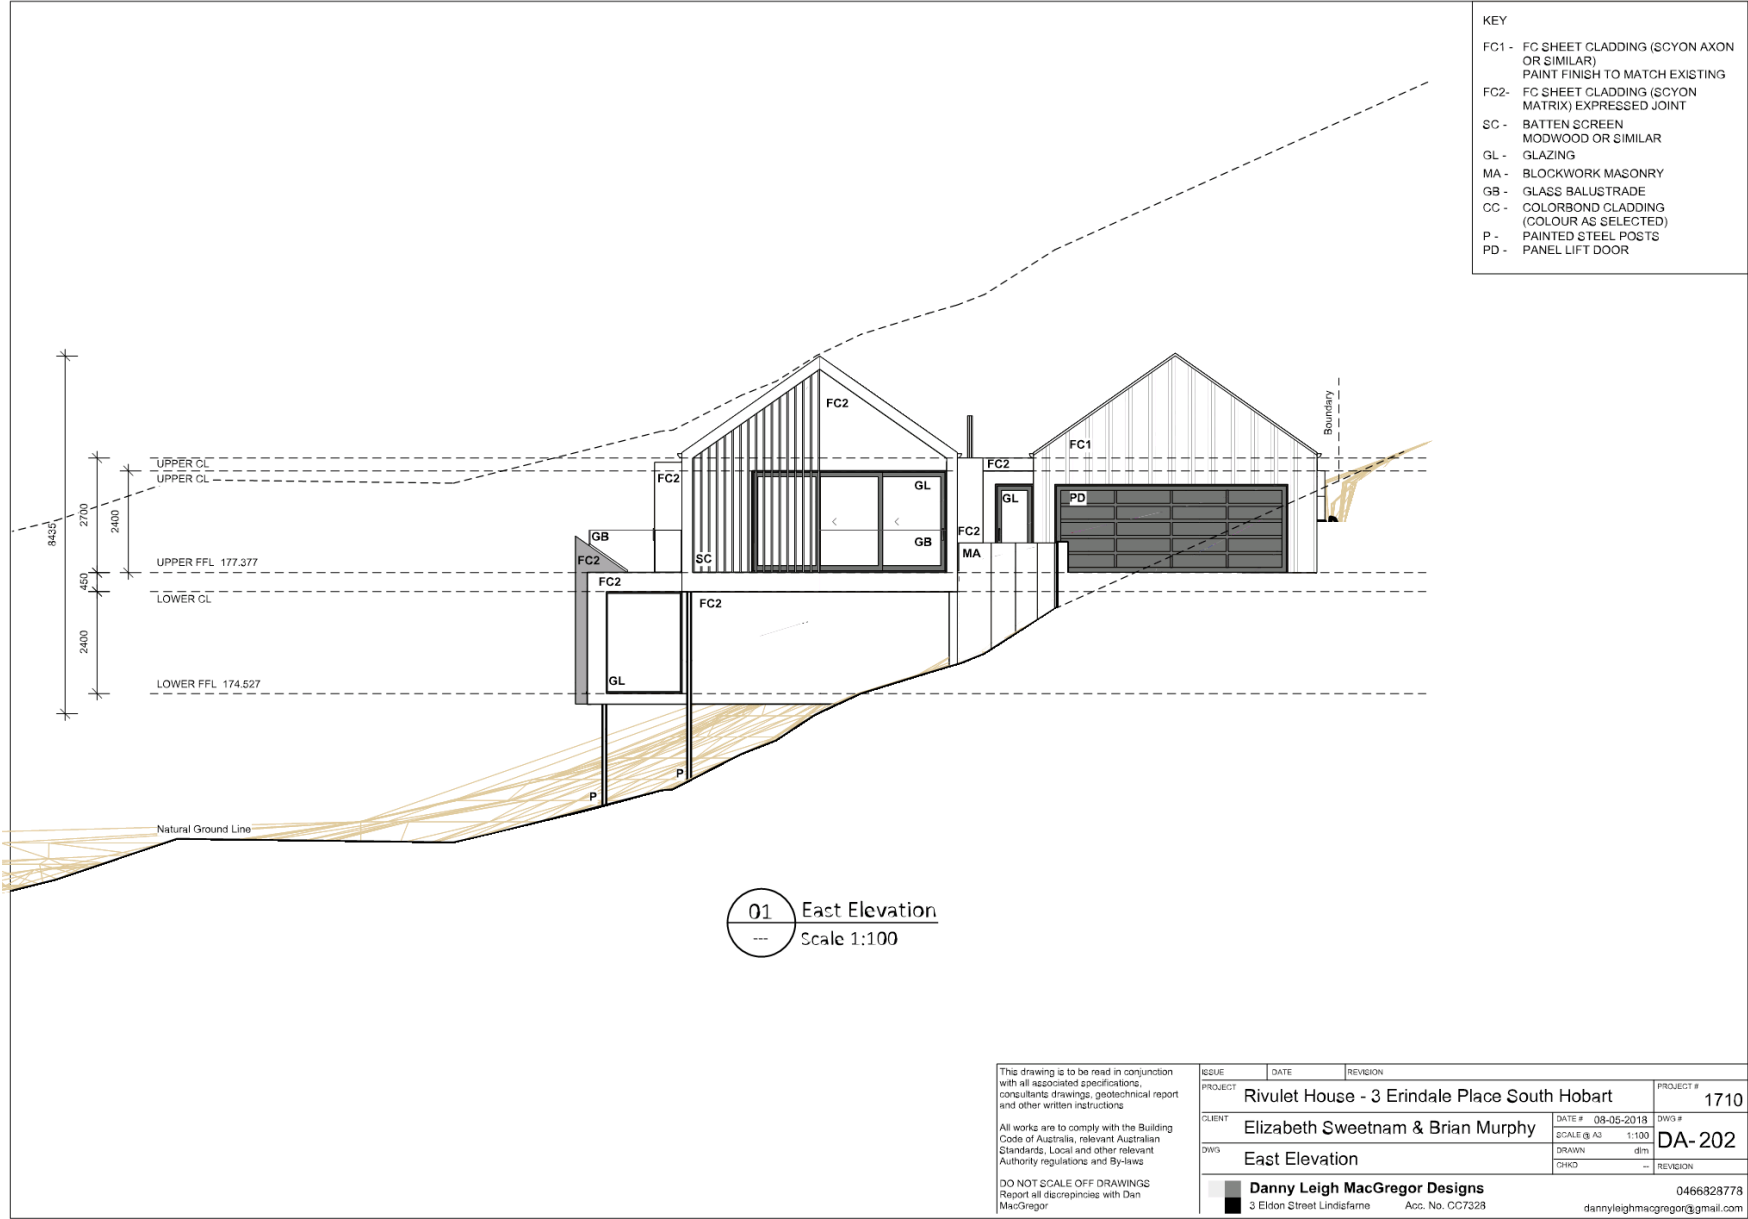 KEY
FC1 - FC SHEET CLADDING (SCYON AXON
OR SIMILAR)
PAINT FINISH TO MATCH EXISTING
FC2- FC SHEET CLADDING (SCYON
MATRIX) EXPRESSED JOINT
SC - BATTEN SCREEN
MODWOOD OR SIMILAR
GL - GLAZING
MA - BLOCKWORK MASONRY
GB - GLASS BALUSTRADE
CC - COLORBOND CLADDING
(COLOUR AS SELECTED)
P - PAINTED STEEL POSTS
PD - PANEL LIFT DOOR
Boundary
FC2
FC1
UPPER CL
FC2
UPPER CL
FC2
GL
GL
PD
2700
2400
8435
FC2
GB
GB
MA
UPPER FFL 177.377
FC2
SC
450
FC2
LOWER CL
FC2
2400
GL
LOWER FFL 174.527
P
P
Natural Ground Line
01 East Elevation
--- Scale 1:100
This drawing is to be read in conjunction
with all associated specifications,
consultants drawings, geotechnical report
and other written instructions
All works are to comply with the Building
Code of Australia, relevant Australian
Standards, Local and other relevant
Authority regulations and By-laws
DO NOT SCALE OFF DRAWINGS
Report all discrepancies with Dan
MacGregor
ISSUE DATE REVISION
PROJECT Rivulet House - 3 Erindale Place South Hobart
PROJECT # 1710
CLIENT Elizabeth Sweetnam & Brian Murphy
DATE # 08-05-2018
SCALE @ A3 1:100
DWG # DA-202
DWG East Elevation
DRAWN dlm
CHKD --
REVISION
Danny Leigh MacGregor Designs
3 Eldon Street Lindisfarne Acc. No. CC7328
0466828778
dannyleighmacgregor@gmail.com